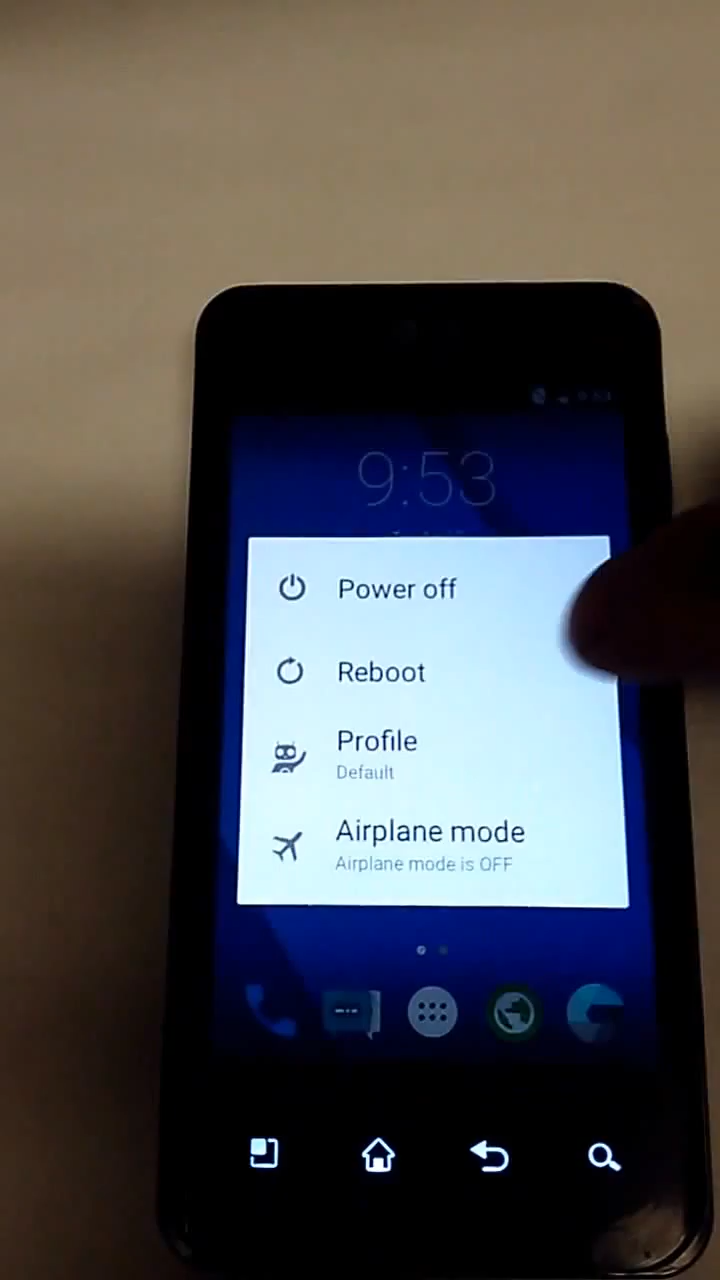 9:53
Power off
Reboot
Profile
Default
Airplane mode
Airplane mode is OFF